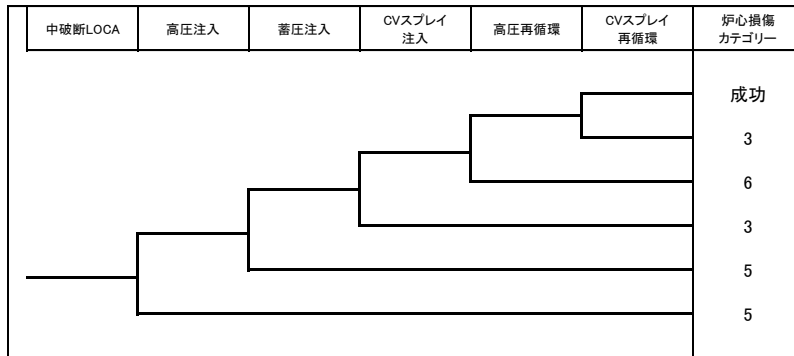 中破断LOCA
高圧注入
蓄圧注入
CVスプレイ
注入
高圧再循環
CVスプレイ
再循環
炉心損傷
カテゴリー
成功
3
6
3
5
5